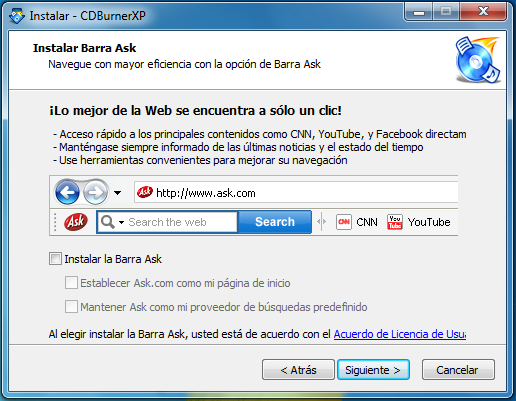 Instalar - CDBurnerXP
Instalar Barra Ask
Navegue con mayor eficiencia con la opción de Barra Ask
¡Lo mejor de la Web se encuentra a sólo un clic!
- Acceso rápido a los principales contenidos como CNN, YouTube, y Facebook directam
- Manténgase siempre informado de las últimas noticias y el estado del tiempo
- Use herramientas convenientes para mejorar su navegación
Ask http://www.ask.com
Ask Search the web Search CNN CNN You Tube YouTube
Instalar la Barra Ask
Establecer Ask.com como mi página de inicio
Mantener Ask como mi proveedor de búsquedas predefinido
Al elegir instalar la Barra Ask, usted está de acuerdo con el Acuerdo de Licencia de Usua
< Atrás Siguiente > Cancelar